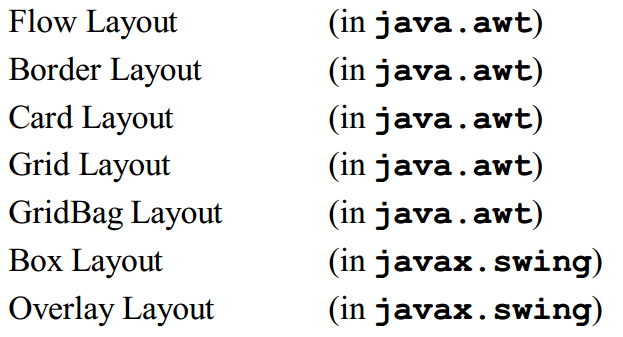 Flow Layout (in java.awt)
Border Layout (in java.awt)
Card Layout (in java.awt)
Grid Layout (in java.awt)
GridBag Layout (in java.awt)
Box Layout (in javax.swing)
Overlay Layout (in javax.swing)